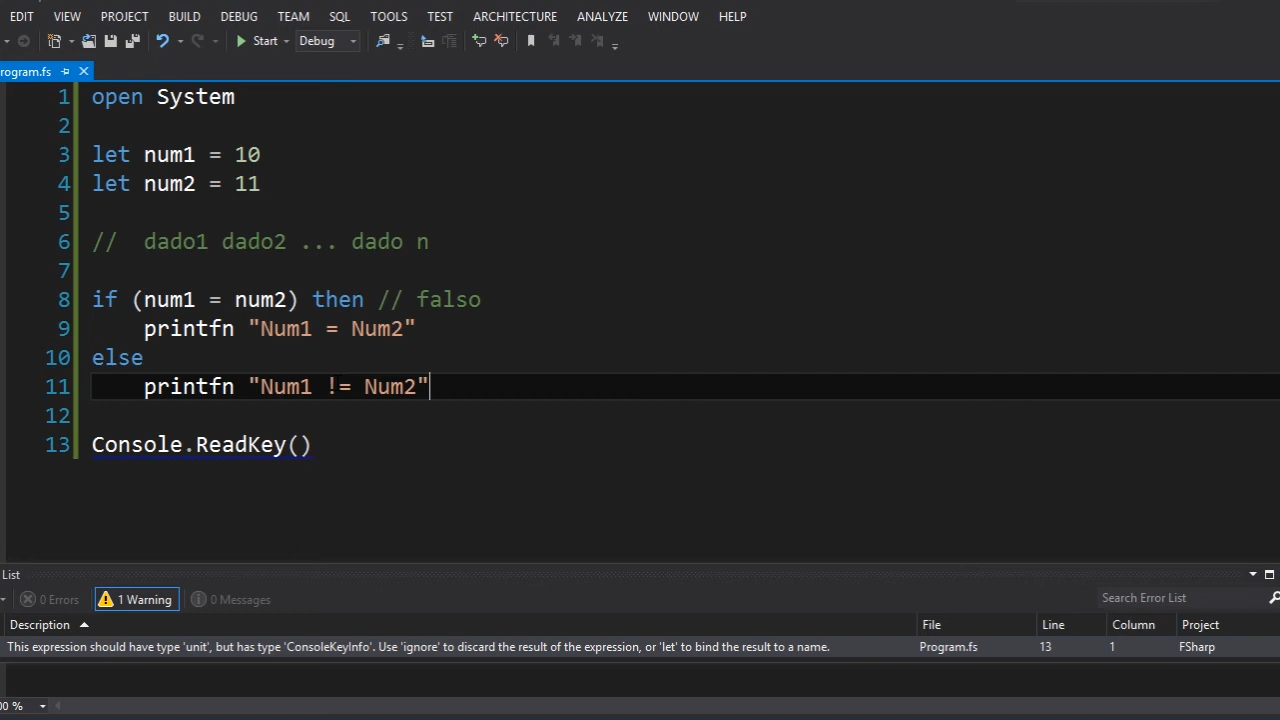 EDIT VIEW PROJECT BUILD DEBUG TEAM SQL TOOLS TEST ARCHITECTURE ANALYZE WINDOW HELP
Start Debug
rogram.fs
1 open System
2
3 let num1 = 10
4 let num2 = 11
5
6 //  dado1 dado2 ... dado n
7
8 if (num1 = num2) then // falso
9     printfn "Num1 = Num2"
10 else
11     printfn "Num1 != Num2"
12
13 Console.ReadKey()
List
0 Errors 1 Warning 0 Messages Search Error List
Description File Line Column Project
This expression should have type 'unit', but has type 'ConsoleKeyInfo'. Use 'ignore' to discard the result of the expression, or 'let' to bind the result to a name. Program.fs 13 1 FSharp
00 %